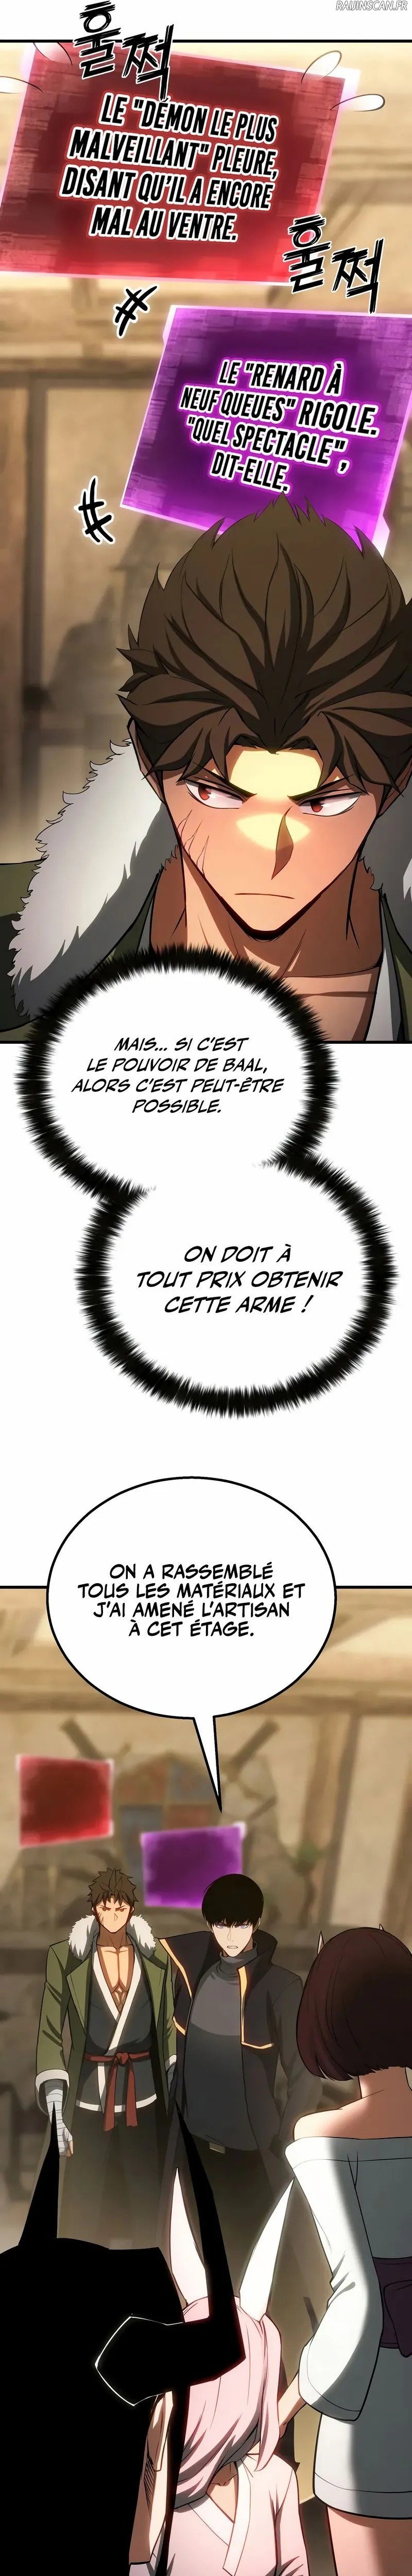 RAIJINSCAN.FR
훌쩍
LE "DÉMON LE PLUS
MALVEILLANT" PLEURE,
DISANT QU'IL A ENCORE
MAL AU VENTRE.
훌쩍
LE "RENARD À
NEUF QUEUES" RIGOLE.
"QUEL SPECTACLE",
DIT-ELLE.
MAIS... SI C'EST
LE POUVOIR DE BAAL,
ALORS C'EST PEUT-ÊTRE
POSSIBLE.
ON DOIT À
TOUT PRIX OBTENIR
CETTE ARME !
ON A RASSEMBLÉ
TOUS LES MATÉRIAUX ET
J'AI AMENÉ L'ARTISAN
À CET ÉTAGE.